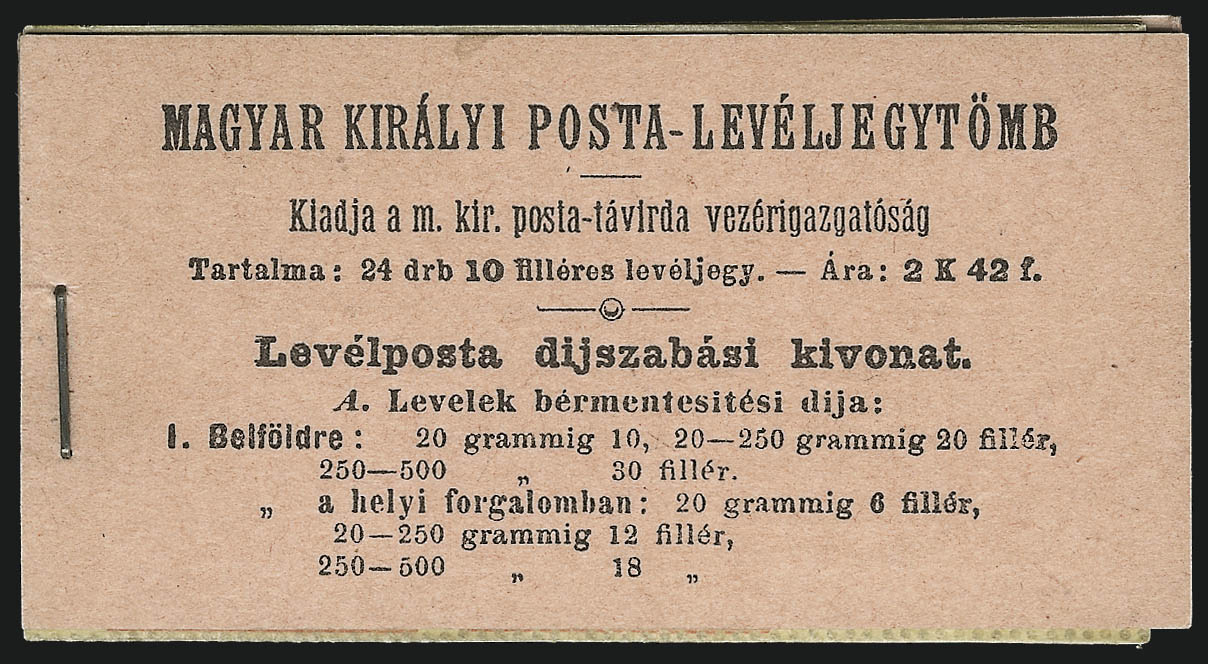 MAGYAR KIRÁLYI POSTA-LEVÉLJEGYTÖMB
Kiadja a m. kir. posta-távirda vezérigazgatóság
Tartalma: 24 drb 10 filléres levéljegy. — Ára: 2 K 42 f.
Levélposta dijszabási kivonat.
A. Levelek bérmentesitési dija:
I. Belföldre: 20 grammig 10, 20—250 grammig 20 fillér,
250—500 „ 30 fillér.
„ a helyi forgalomban: 20 grammig 6 fillér,
20—250 grammig 12 fillér,
250—500 „ 18 „